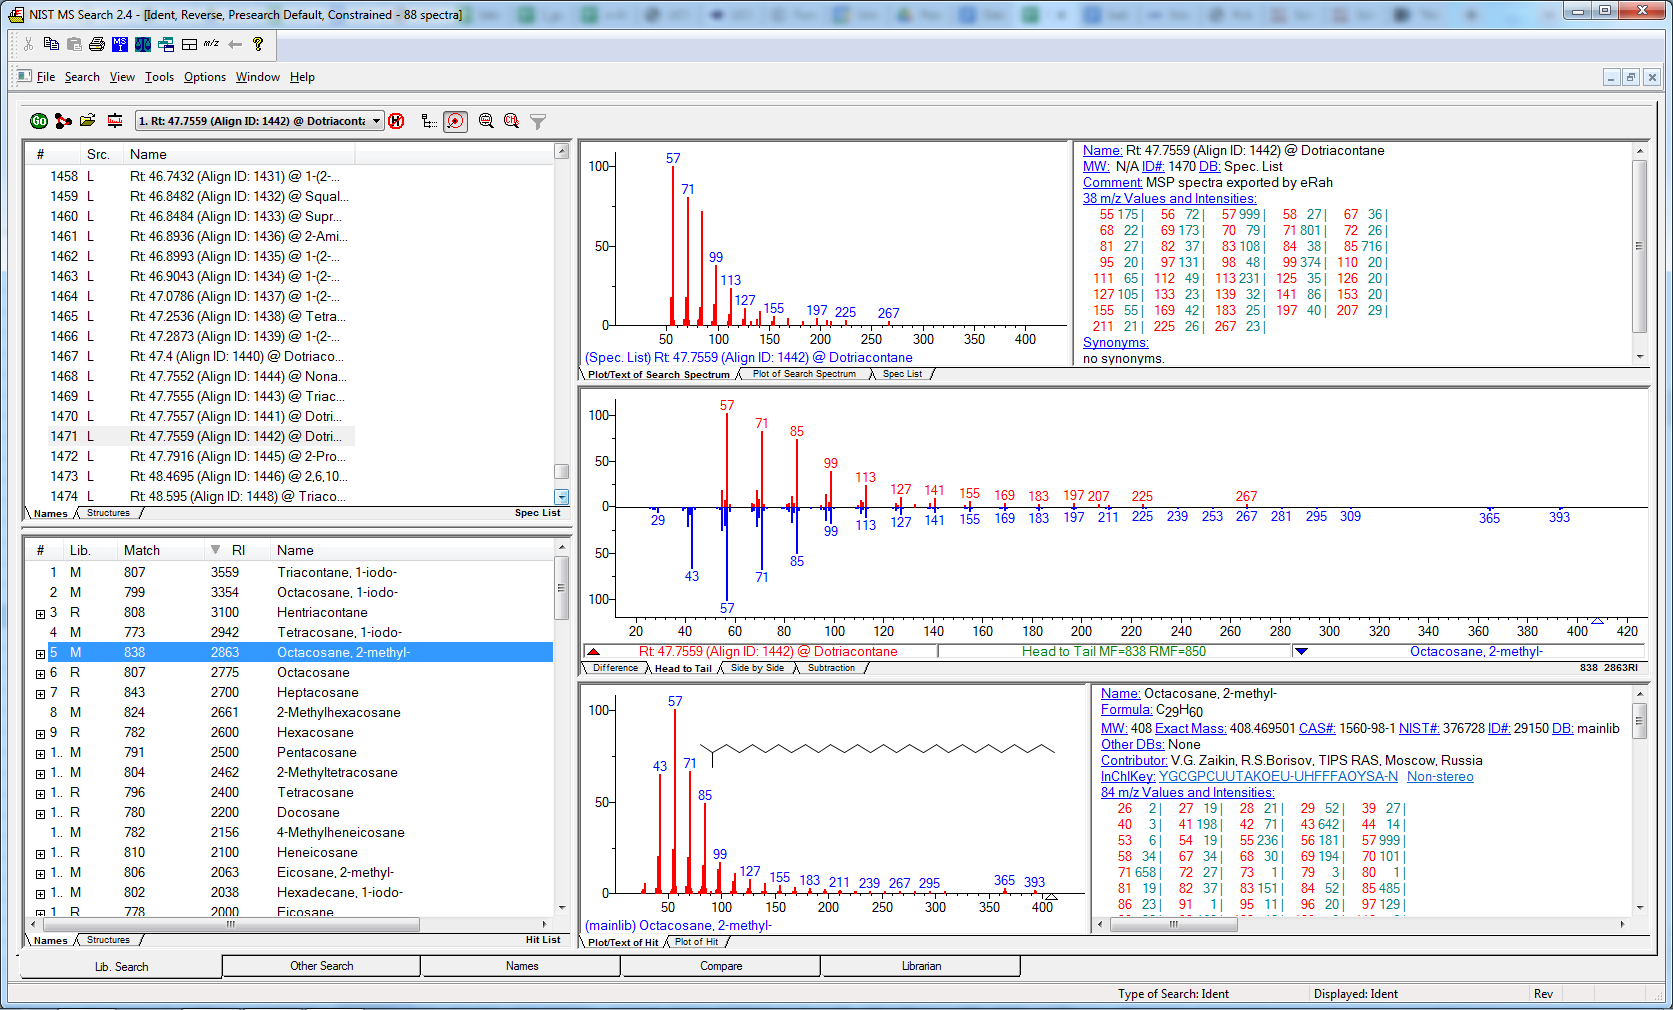 NIST MS Search 2.4 - [Ident, Reverse, Presearch Default, Constrained - 88 spectra]
MS I m/z ?
File Search View Tools Options Window Help
GO 1. Rt: 47.7559 (Align ID: 1442) @ Dotriaconta
# Src. Name
1458 L Rt: 46.7432 (Align ID: 1431) @ 1-(2-...
1459 L Rt: 46.8482 (Align ID: 1432) @ Squal...
1460 L Rt: 46.8484 (Align ID: 1433) @ Supr...
1461 L Rt: 46.8936 (Align ID: 1436) @ 2-Ami...
1462 L Rt: 46.8993 (Align ID: 1435) @ 1-(2-...
1463 L Rt: 46.9043 (Align ID: 1434) @ 1-(2-...
1464 L Rt: 47.0786 (Align ID: 1437) @ 1-(2-...
1465 L Rt: 47.2536 (Align ID: 1438) @ Tetra...
1466 L Rt: 47.2873 (Align ID: 1439) @ 1-(2-...
1467 L Rt: 47.4 (Align ID: 1440) @ Dotriaco...
1468 L Rt: 47.7552 (Align ID: 1444) @ Nona...
1469 L Rt: 47.7555 (Align ID: 1443) @ Triac...
1470 L Rt: 47.7557 (Align ID: 1441) @ Dotri...
1471 L Rt: 47.7559 (Align ID: 1442) @ Dotri...
1472 L Rt: 47.7916 (Align ID: 1445) @ 2-Pro...
1473 L Rt: 48.4695 (Align ID: 1446) @ 2,6,10...
1474 L Rt: 48.595 (Align ID: 1448) @ Triaco...
Names Structures Spec List
# Lib. Match RI Name
1 M 807 3559 Triacontane, 1-iodo-
2 M 799 3354 Octacosane, 1-iodo-
3 R 808 3100 Hentriacontane
4 M 773 2942 Tetracosane, 1-iodo-
5 M 838 2863 Octacosane, 2-methyl-
6 R 807 2775 Octacosane
7 R 843 2700 Heptacosane
8 M 824 2661 2-Methylhexacosane
9 R 782 2600 Hexacosane
1.. M 791 2500 Pentacosane
1.. M 804 2462 2-Methyltetracosane
1.. R 796 2400 Tetracosane
1.. R 780 2200 Docosane
1.. M 782 2156 4-Methylheneicosane
1.. R 810 2100 Heneicosane
1.. M 806 2063 Eicosane, 2-methyl-
1.. M 802 2038 Hexadecane, 1-iodo-
1 R 778 2000 Eicosane
Names Structures Hit List
100 50 0
57 71 99 113 127 155 197 225 267
50 100 150 200 250 300 350 400
(Spec. List) Rt: 47.7559 (Align ID: 1442) @ Dotriacontane
Plot/Text of Search Spectrum Plot of Search Spectrum Spec List
Name: Rt: 47.7559 (Align ID: 1442) @ Dotriacontane
MW: N/A ID#: 1470 DB: Spec. List
Comment: MSP spectra exported by eRah
38 m/z Values and Intensities:
55 175 | 56 72 | 57 999 | 58 27 | 67 36 |
68 22 | 69 173 | 70 79 | 71 801 | 72 26 |
81 27 | 82 37 | 83 108 | 84 38 | 85 716 |
95 20 | 97 131 | 98 48 | 99 374 | 110 20 |
111 65 | 112 49 | 113 231 | 125 35 | 126 20 |
127 105 | 133 23 | 139 32 | 141 86 | 153 20 |
155 55 | 169 42 | 183 25 | 197 40 | 207 29 |
211 21 | 225 26 | 267 23 |
Synonyms:
no synonyms.
100 50 0 50 100
57 71 85 99 113 127 141 155 169 183 197 207 225 267
29 43 57 71 85 99 113 127 141 155 169 183 197 211 225 239 253 267 281 295 309 365 393
20 40 60 80 100 120 140 160 180 200 220 240 260 280 300 320 340 360 380 400 420
Rt: 47.7559 (Align ID: 1442) @ Dotriacontane Head to Tail MF=838 RMF=850 Octacosane, 2-methyl-
Difference Head to Tail Side by Side Subtraction 838 2863RI
100 50 0
57 43 71 85 99 127 155 183 211 239 267 295 365 393
50 100 150 200 250 300 350 400
(mainlib) Octacosane, 2-methyl-
Plot/Text of Hit Plot of Hit
Name: Octacosane, 2-methyl-
Formula: C29H60
MW: 408 Exact Mass: 408.469501 CAS#: 1560-98-1 NIST#: 376728 ID#: 29150 DB: mainlib
Other DBs: None
Contributor: V.G. Zaikin, R.S.Borisov, TIPS RAS, Moscow, Russia
InChIKey: YGCGPCUUTAKOEU-UHFFFAOYSA-N Non-stereo
84 m/z Values and Intensities:
26 2 | 27 19 | 28 21 | 29 52 | 39 27 |
40 3 | 41 198 | 42 71 | 43 642 | 44 14 |
53 6 | 54 19 | 55 236 | 56 181 | 57 999 |
58 34 | 67 34 | 68 30 | 69 194 | 70 101 |
71 658 | 72 27 | 73 1 | 79 3 | 80 1 |
81 19 | 82 37 | 83 151 | 84 52 | 85 485 |
86 23 | 91 1 | 95 11 | 96 20 | 97 129 |
Lib. Search Other Search Names Compare Librarian
Type of Search: Ident Displayed: Ident Rev